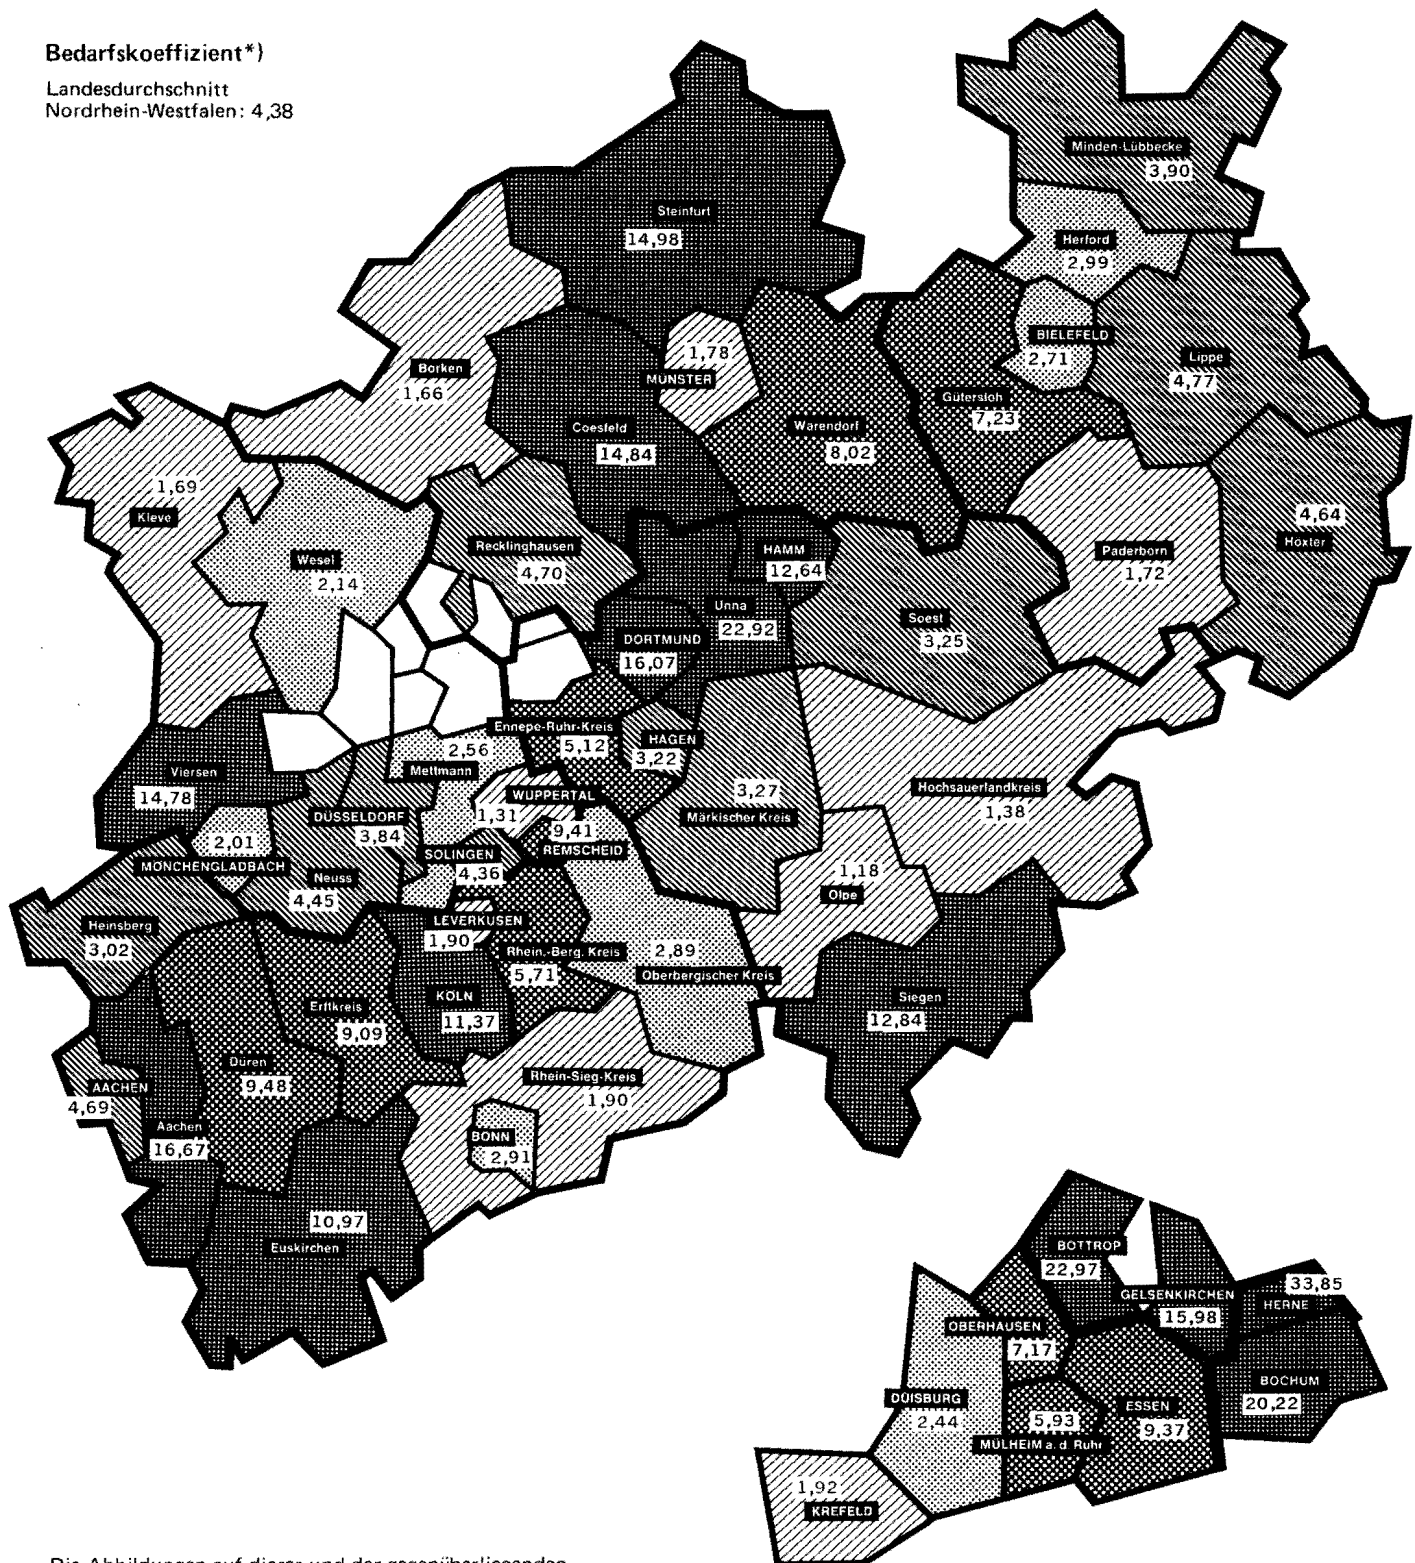 Bedarfskoeffizient*)
Landesdurchschnitt
Nordrhein-Westfalen: 4,38
Minden-Lübbecke
3,90
Steinfurt
14,98
Herford
2,99
BIELEFELD
2,71
Lippe
4,77
1,78
MÜNSTER
Borken
1,66
Gütersloh
7,23
Coesfeld
14,84
Warendorf
8,02
1,69
Kleve
4,64
Höxter
Recklinghausen
4,70
HAMM
12,64
Paderborn
1,72
Wesel
2,14
Unna
22,92
Soest
3,25
DORTMUND
16,07
Ennepe-Ruhr-Kreis
5,12
HAGEN
3,22
2,56
Mettmann
Viersen
14,78
WUPPERTAL
1,31
3,27
Märkischer Kreis
Hochsauerlandkreis
1,38
DÜSSELDORF
3,84
9,41
REMSCHEID
2,01
MÖNCHENGLADBACH
SOLINGEN
4,36
Neuss
4,45
1,18
Olpe
Heinsberg
3,02
LEVERKUSEN
1,90
Rhein.-Berg. Kreis
5,71
2,89
Oberbergischer Kreis
KÖLN
11,37
Erftkreis
9,09
Siegen
12,84
Düren
9,48
AACHEN
4,69
Rhein-Sieg-Kreis
1,90
Aachen
16,67
BONN
2,91
10,97
Euskirchen
BOTTROP
22,97
GELSENKIRCHEN
15,98
33,85
HERNE
OBERHAUSEN
7,17
BOCHUM
20,22
DUISBURG
2,44
5,93
MÜLHEIM a. d. Ruhr
ESSEN
9,37
1,92
KREFELD
Die Abbildungen auf dieser und der gegenüberliegenden